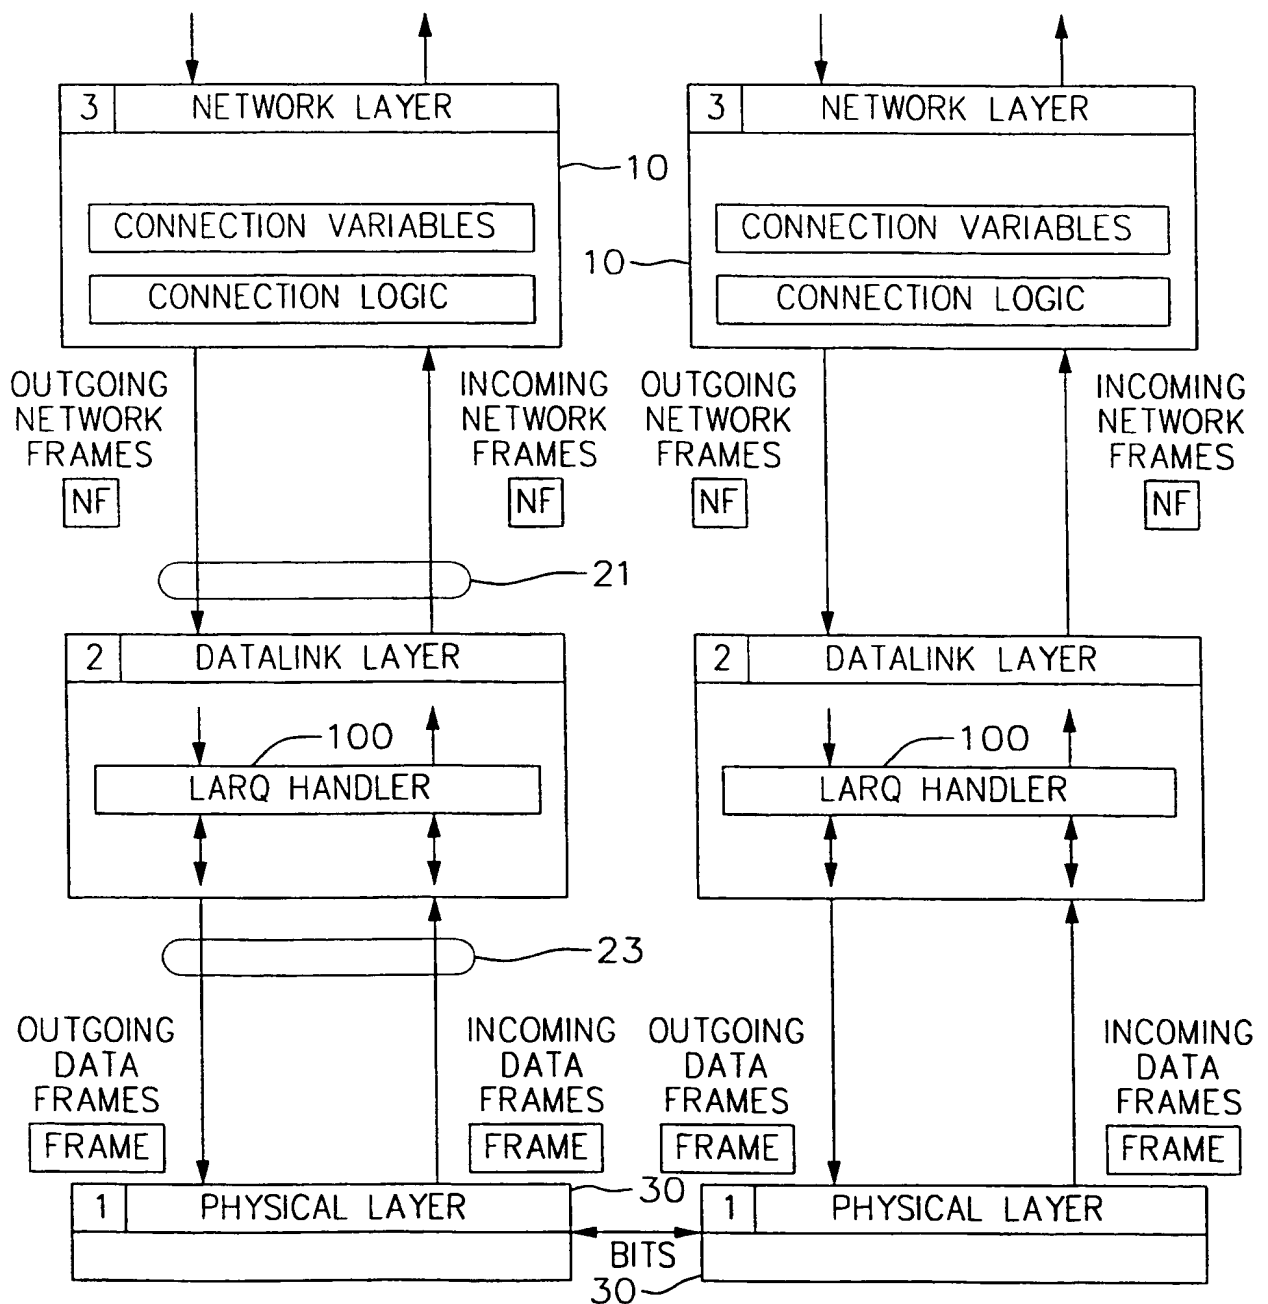 3 NETWORK LAYER
3 NETWORK LAYER
10
CONNECTION VARIABLES
CONNECTION VARIABLES
10
CONNECTION LOGIC
CONNECTION LOGIC
OUTGOING
NETWORK
FRAMES
NF
INCOMING
NETWORK
FRAMES
NF
OUTGOING
NETWORK
FRAMES
NF
INCOMING
NETWORK
FRAMES
NF
21
2 DATALINK LAYER
2 DATALINK LAYER
100
LARQ HANDLER
100
LARQ HANDLER
23
OUTGOING
DATA
FRAMES
FRAME
INCOMING
DATA
FRAMES
FRAME
OUTGOING
DATA
FRAMES
FRAME
INCOMING
DATA
FRAMES
FRAME
1 PHYSICAL LAYER
30
1 PHYSICAL LAYER
BITS
30